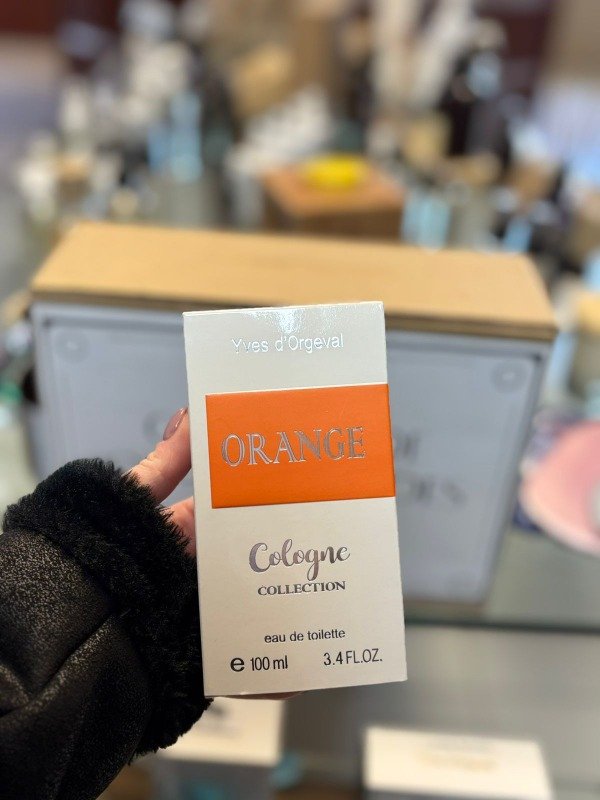 Yves d'Orgeval
ORANGE
Cologne
COLLECTION
eau de toilette
e 100 ml 3.4 FL.OZ.